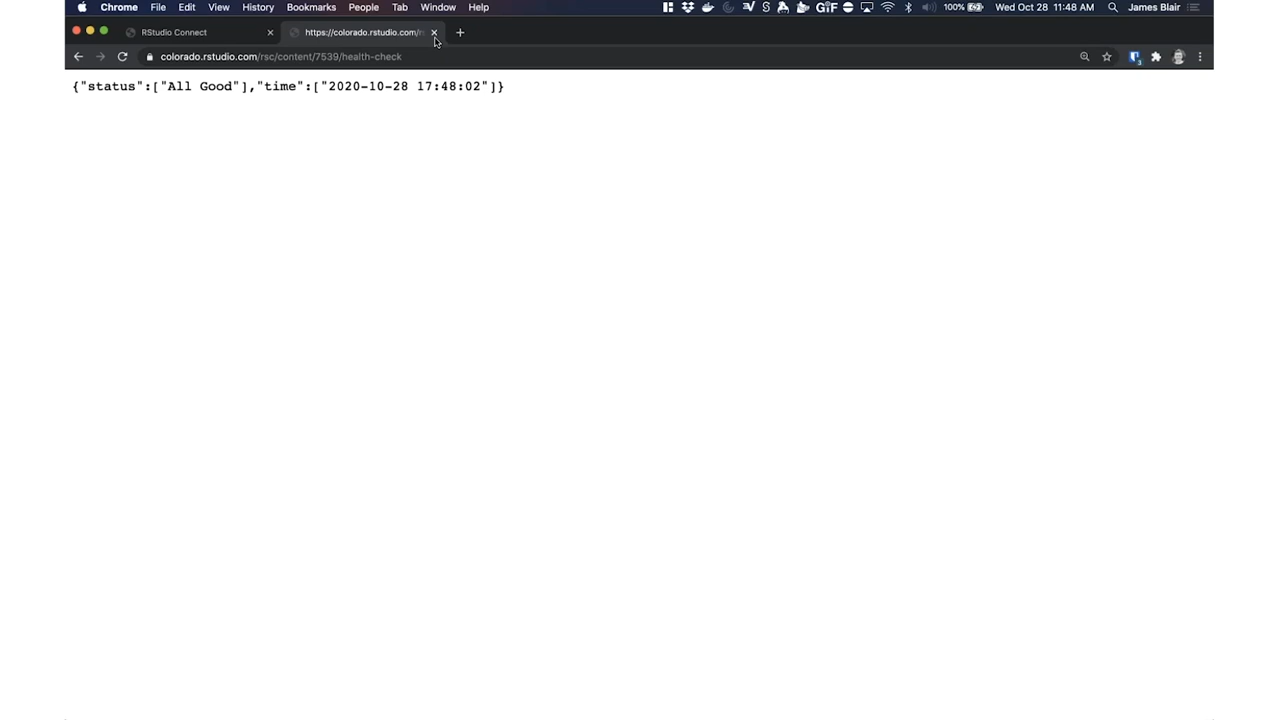 Chrome File Edit View History Bookmarks People Tab Window Help 100% Wed Oct 28 11:48 AM James Blair
RStudio Connect https://colorado.rstudio.com/r
colorado.rstudio.com/rsc/content/7539/health-check
{"status":["All Good"],"time":["2020-10-28 17:48:02"]}